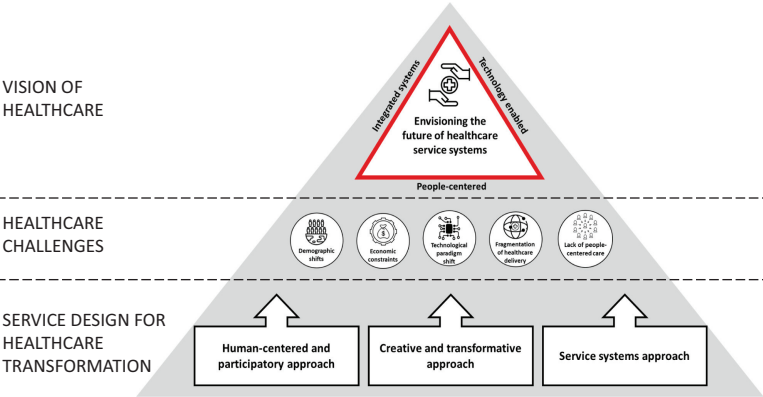 VISION OF
HEALTHCARE
Integrated systems
Technology enabled
Envisioning the
future of healthcare
service systems
People-centered
HEALTHCARE
CHALLENGES
Demographic
shifts
Economic
constraints
Technological
paradigm
shift
Fragmentation
of healthcare
delivery
Lack of people-
centered care
SERVICE DESIGN FOR
HEALTHCARE
TRANSFORMATION
Human-centered and
participatory approach
Creative and transformative
approach
Service systems approach